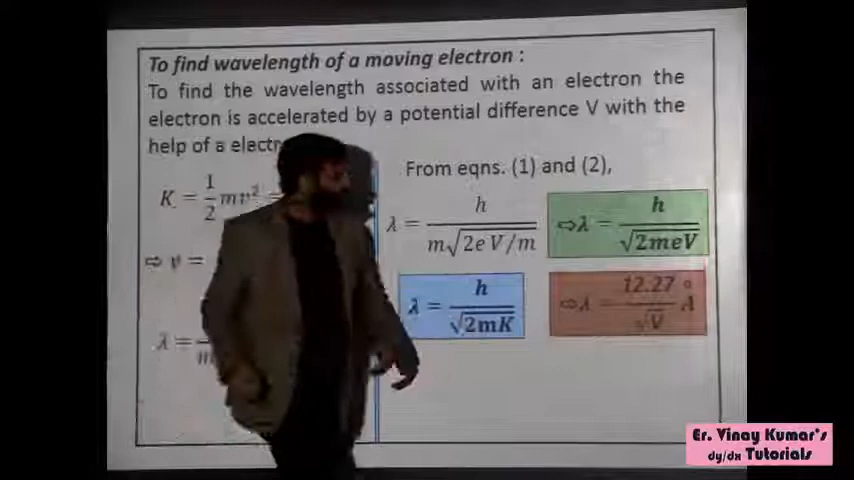 To find wavelength of a moving electron :
To find the wavelength associated with an electron the
electron is accelerated by a potential difference V with the
help of a
From eqns. (1) and (2),
K = 1/2 mv² =
⇨ v =
λ =
λ = h / m√2e V/m
⇨λ = h / √2meV
λ = h / √2mK
⇨λ = 12.27 / √V Å
Er. Vinay Kumar's
dy/dx Tutorials